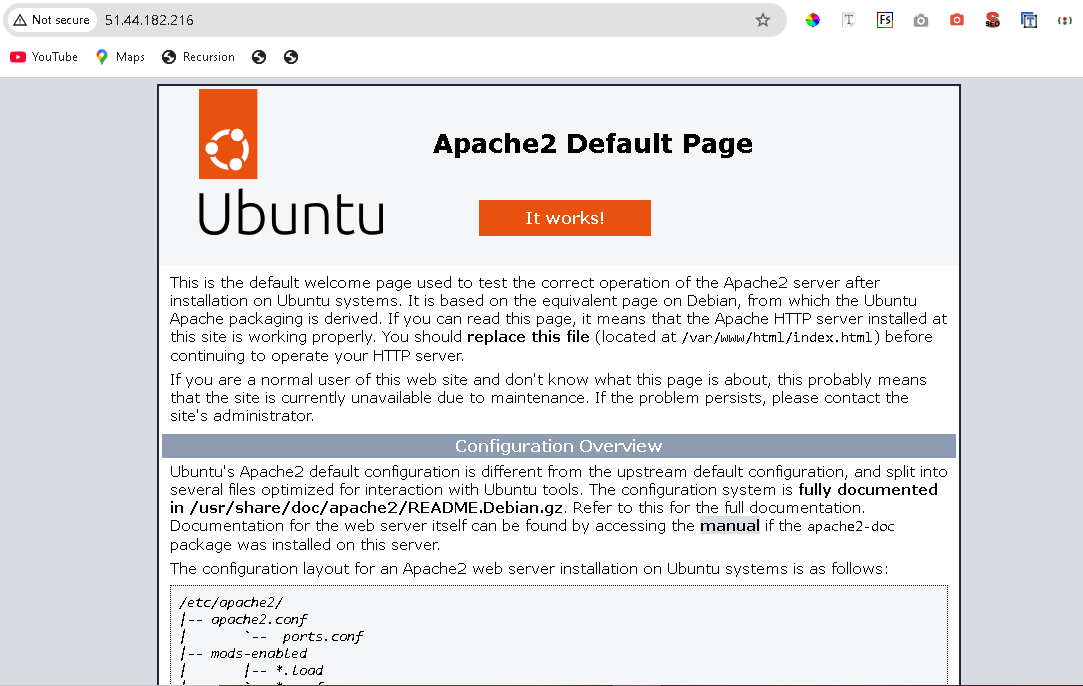 Not secure 51.44.182.216
T Fs SEO T
YouTube Maps Recursion
Apache2 Default Page
Ubuntu
It works!
This is the default welcome page used to test the correct operation of the Apache2 server after
installation on Ubuntu systems. It is based on the equivalent page on Debian, from which the Ubuntu
Apache packaging is derived. If you can read this page, it means that the Apache HTTP server installed at
this site is working properly. You should replace this file (located at /var/www/html/index.html) before
continuing to operate your HTTP server.
If you are a normal user of this web site and don't know what this page is about, this probably means
that the site is currently unavailable due to maintenance. If the problem persists, please contact the
site's administrator.
Configuration Overview
Ubuntu's Apache2 default configuration is different from the upstream default configuration, and split into
several files optimized for interaction with Ubuntu tools. The configuration system is fully documented
in /usr/share/doc/apache2/README.Debian.gz. Refer to this for the full documentation.
Documentation for the web server itself can be found by accessing the manual if the apache2-doc
package was installed on this server.
The configuration layout for an Apache2 web server installation on Ubuntu systems is as follows:
/etc/apache2/
|-- apache2.conf
|       `--  ports.conf
|-- mods-enabled
|       |-- *.load